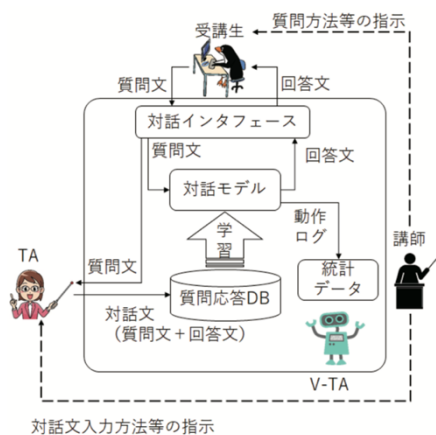 質問方法等の指示
受講生
質問文
回答文
対話インタフェース
質問文
回答文
対話モデル
学習
動作
ログ
講師
TA
質問文
統計
データ
質問応答DB
対話文
（質問文＋回答文）
V-TA
対話文入力方法等の指示